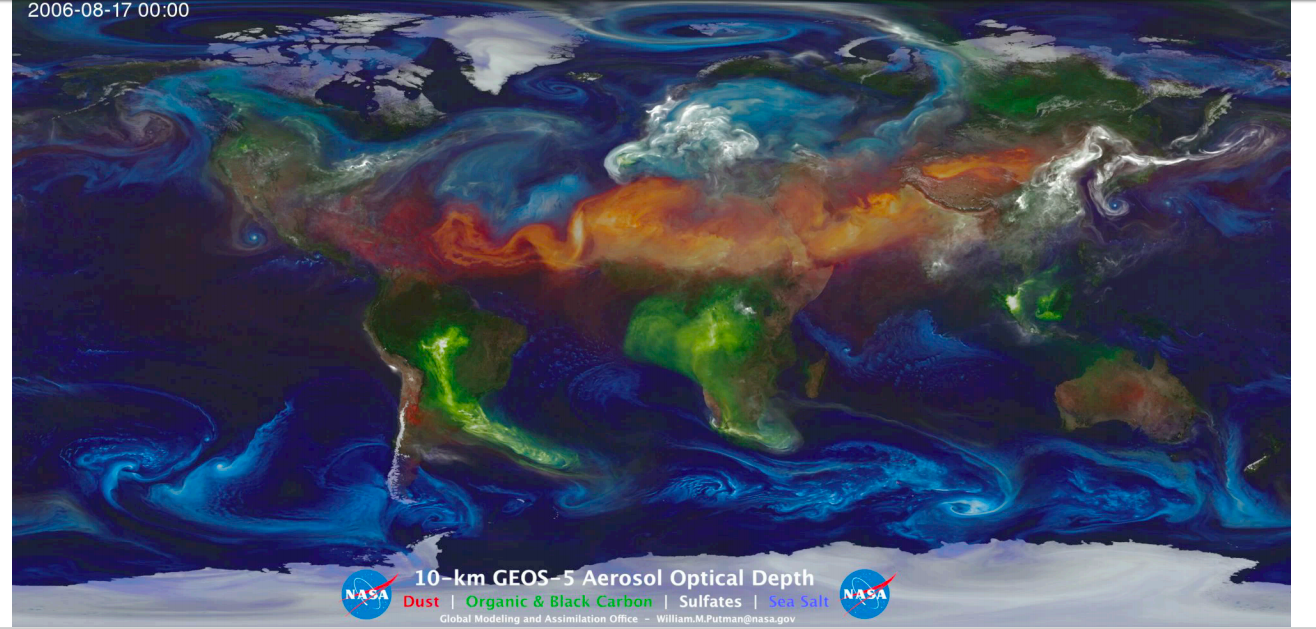 2006-08-17 00:00
10-km GEOS-5 Aerosol Optical Depth
NASA
NASA
Dust | Organic & Black Carbon | Sulfates | Sea Salt
Global Modeling and Assimilation Office - William.M.Putman@nasa.gov